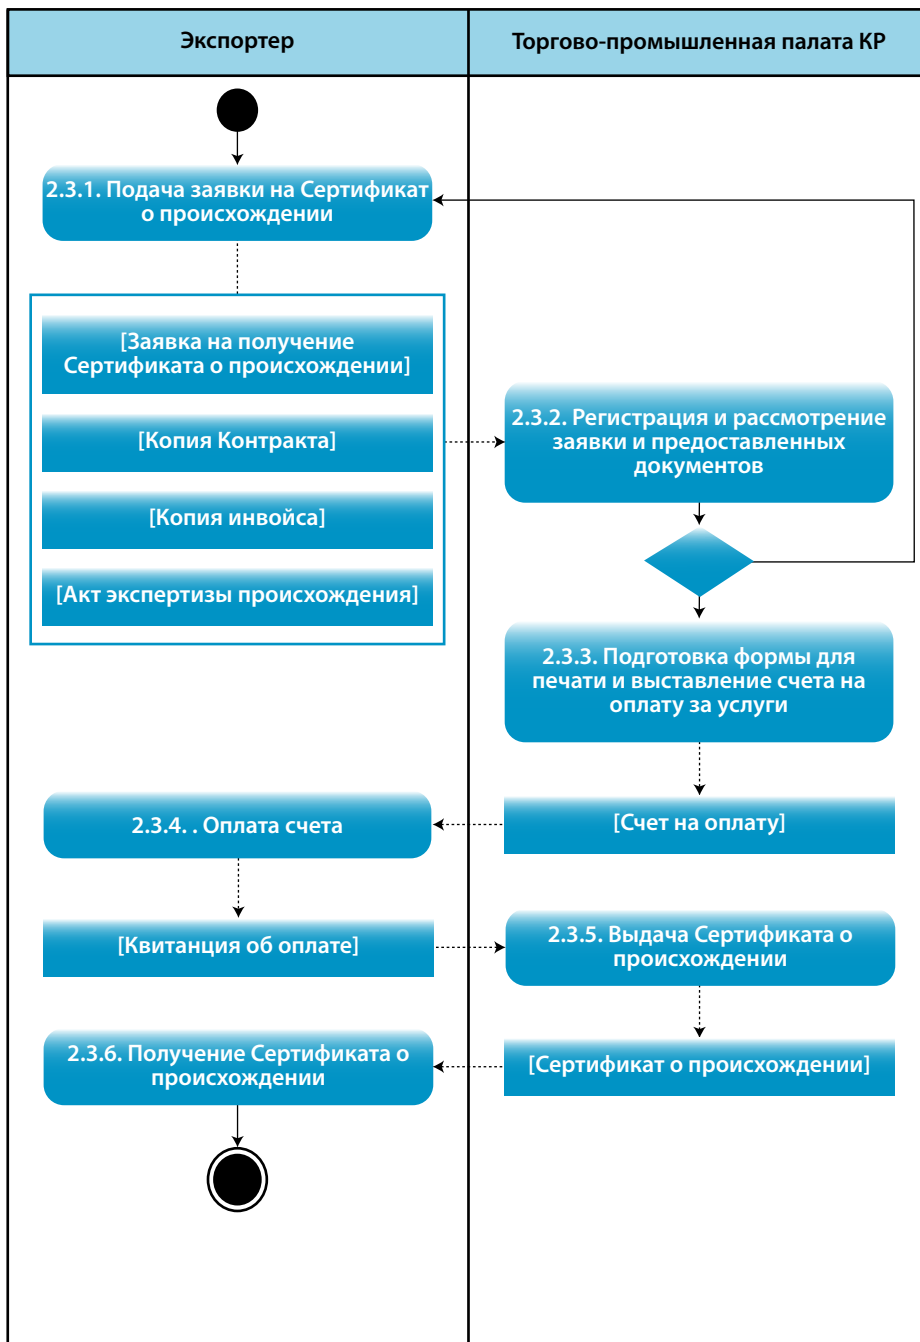 Экспортер
Торгово-промышленная палата КР
2.3.1. Подача заявки на Сертификат
о происхождении
[Заявка на получение
Сертификата о происхождении]
[Копия Контракта]
[Копия инвойса]
[Акт экспертизы происхождения]
2.3.2. Регистрация и рассмотрение
заявки и предоставленных
документов
2.3.3. Подготовка формы для
печати и выставление счета на
оплату за услуги
[Счет на оплату]
2.3.4. . Оплата счета
[Квитанция об оплате]
2.3.5. Выдача Сертификата о
происхождении
[Сертификат о происхождении]
2.3.6. Получение Сертификата о
происхождении